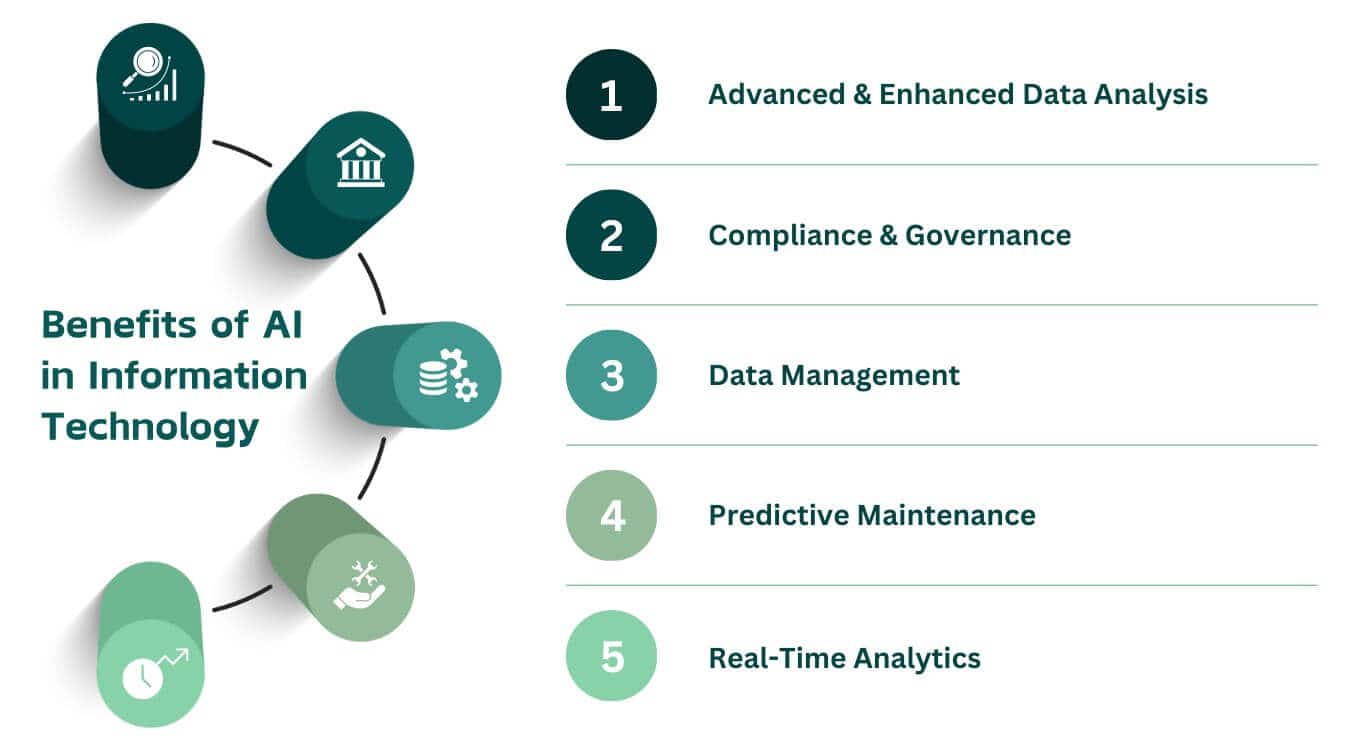 Benefits of AI
in Information
Technology
1
Advanced & Enhanced Data Analysis
2
Compliance & Governance
3
Data Management
4
Predictive Maintenance
5
Real-Time Analytics